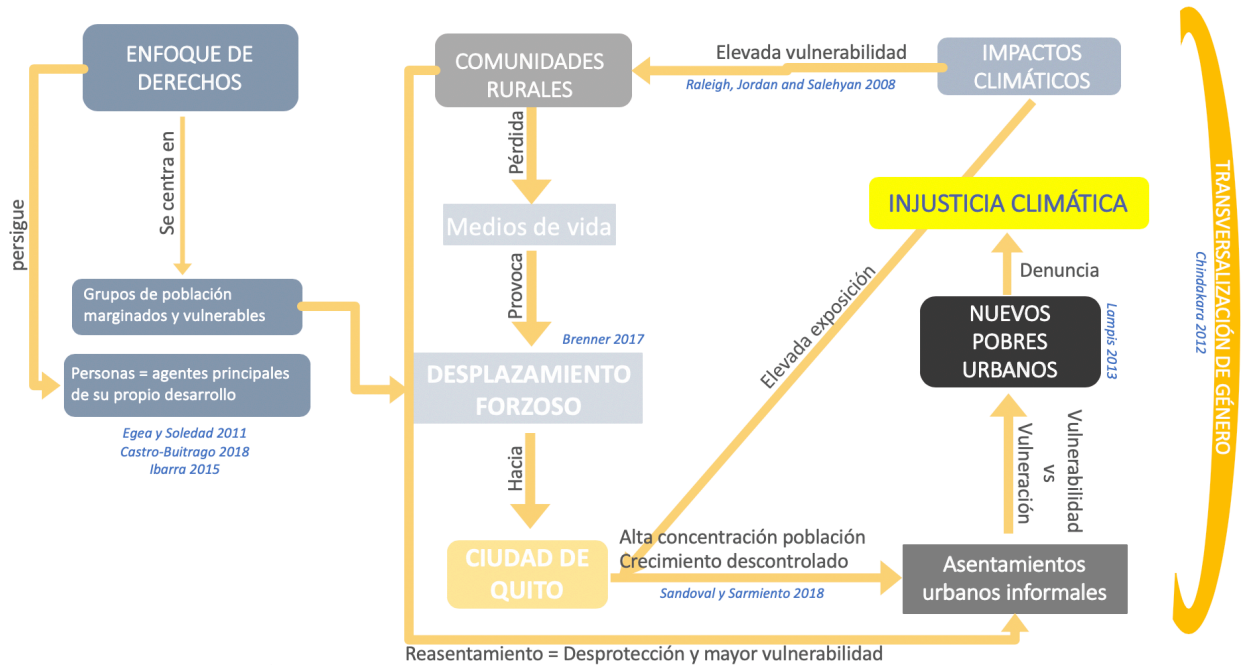 ENFOQUE DE
DERECHOS
persigue
Se centra en
Grupos de población
marginados y vulnerables
Personas = agentes principales
de su propio desarrollo
Egea y Soledad 2011
Castro-Buitrago 2018
Ibarra 2015
COMUNIDADES
RURALES
Pérdida
Medios de vida
Provoca
Brenner 2017
DESPLAZAMIENTO
FORZOSO
Hacia
CIUDAD DE
QUITO
Elevada vulnerabilidad
Raleigh, Jordan and Salehyan 2008
IMPACTOS
CLIMÁTICOS
Elevada exposición
INJUSTICIA CLIMÁTICA
Denuncia
NUEVOS
POBRES
URBANOS
Lampis 2013
Vulneración
vs
Vulnerabilidad
Alta concentración población
Crecimiento descontrolado
Sandoval y Sarmiento 2018
Asentamientos
urbanos informales
Reasentamiento = Desprotección y mayor vulnerabilidad
TRANSVERSALIZACIÓN DE GÉNERO
Chindakara 2012